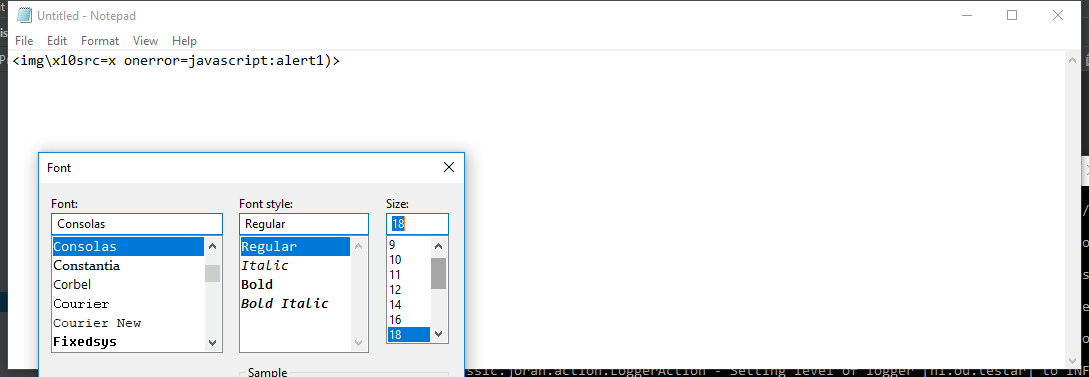 Untitled - Notepad
File Edit Format View Help
<img\x10src=x onerror=javascript:alert1)>
Font
Font: Font style: Size:
Consolas Regular 18
Consolas Regular 9
Constantia Italic 10
Corbel Bold 11
Courier Bold Italic 12
Courier New 14
Fixedsys 16
18
Sample
ssic.joran.action.LoggerAction - Setting level of logger [nl.ou.testar] to INF